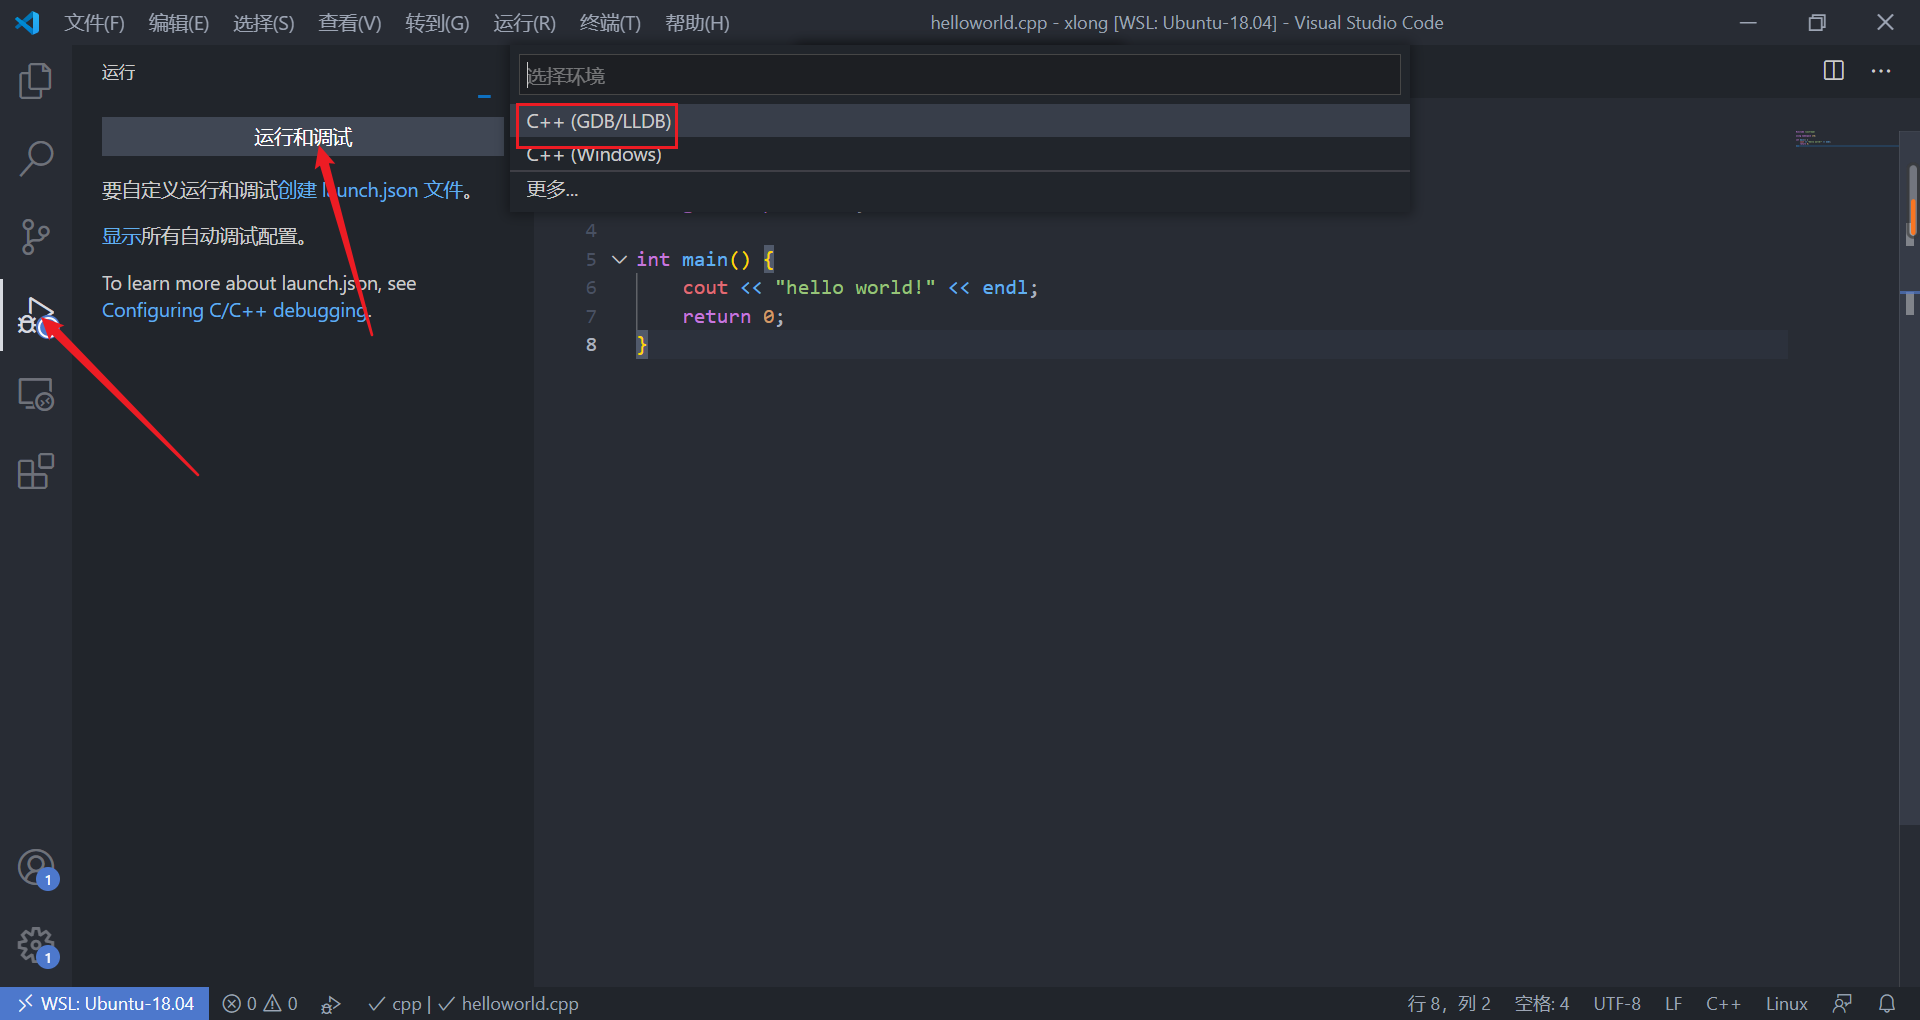 文件(F) 编辑(E) 选择(S) 查看(V) 转到(G) 运行(R) 终端(T) 帮助(H) helloworld.cpp - xlong [WSL: Ubuntu-18.04] - Visual Studio Code
运行
选择环境
C++ (GDB/LLDB)
C++ (Windows)
更多...
运行和调试
要自定义运行和调试创建 launch.json 文件。
显示所有自动调试配置。
To learn more about launch.json, see
Configuring C/C++ debugging.
4
5 int main() {
6 cout << "hello world!" << endl;
7 return 0;
8 }
1
1
WSL: Ubuntu-18.04 0 0 cpp | helloworld.cpp 行 8，列 2 空格: 4 UTF-8 LF C++ Linux